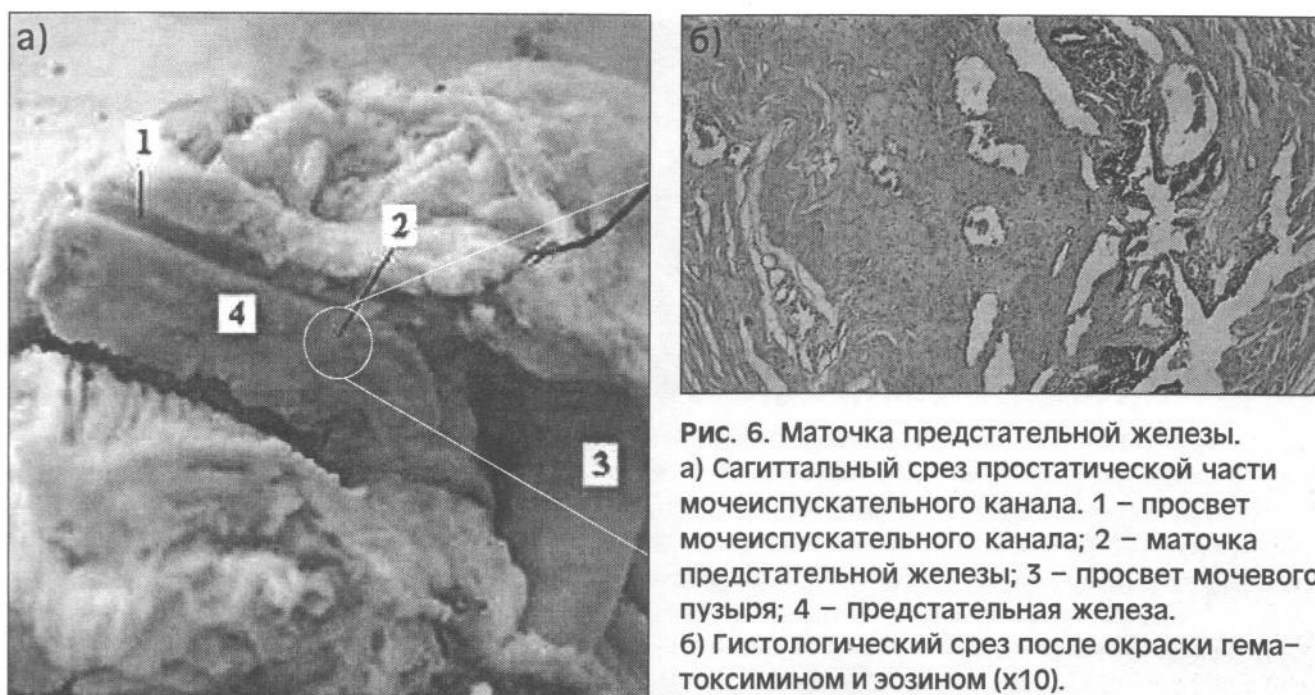 а)
1
2
4
3
б)
Рис. 6. Маточка предстательной железы.
а) Сагиттальный срез простатической части
мочеиспускательного канала. 1 – просвет
мочеиспускательного канала; 2 – маточка
предстательной железы; 3 – просвет мочевого
пузыря; 4 – предстательная железа.
б) Гистологический срез после окраски гема-
токсимином и эозином (х10).